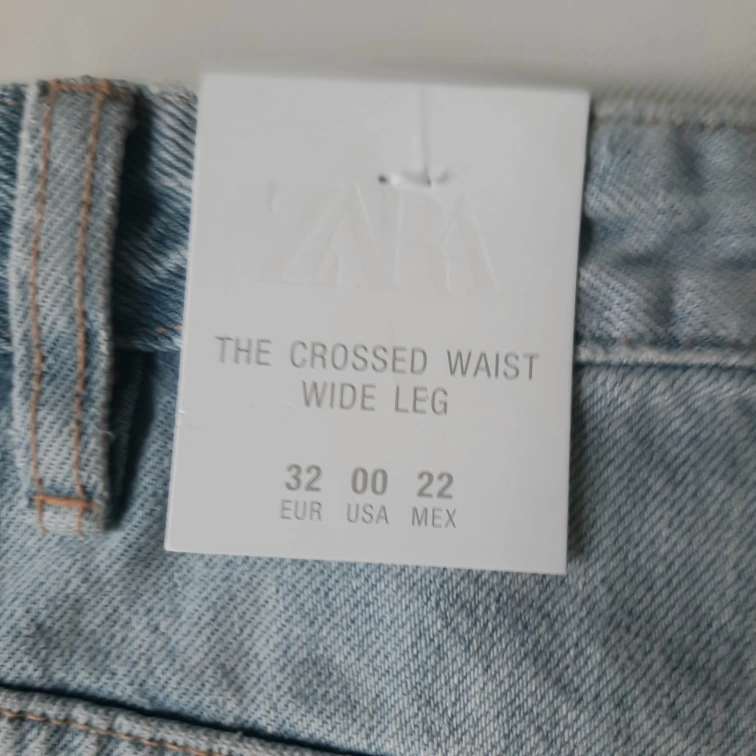 ZARA
THE CROSSED WAIST
WIDE LEG
32 00 22
EUR USA MEX